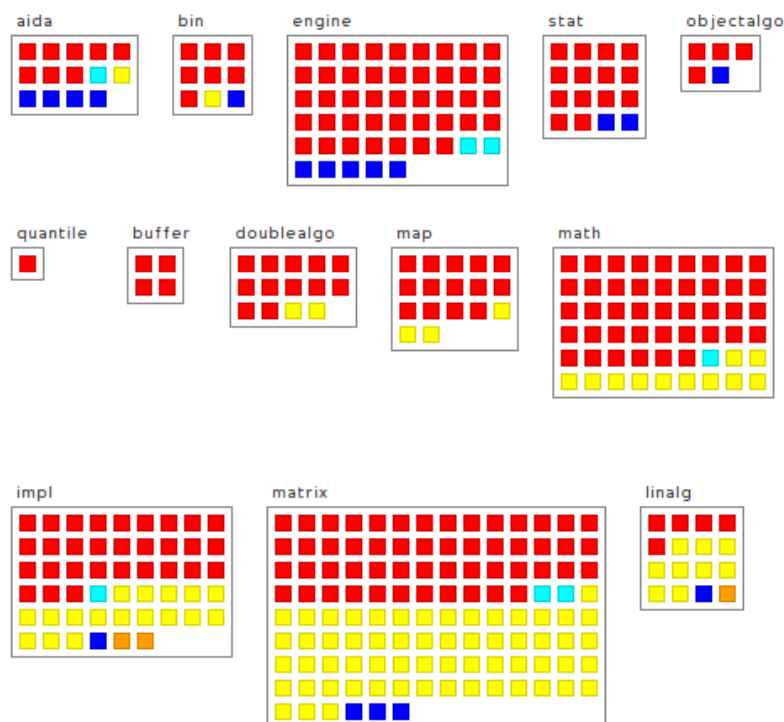 aida bin engine stat objectalgo
quantile buffer doublealgo map math
impl matrix linalg